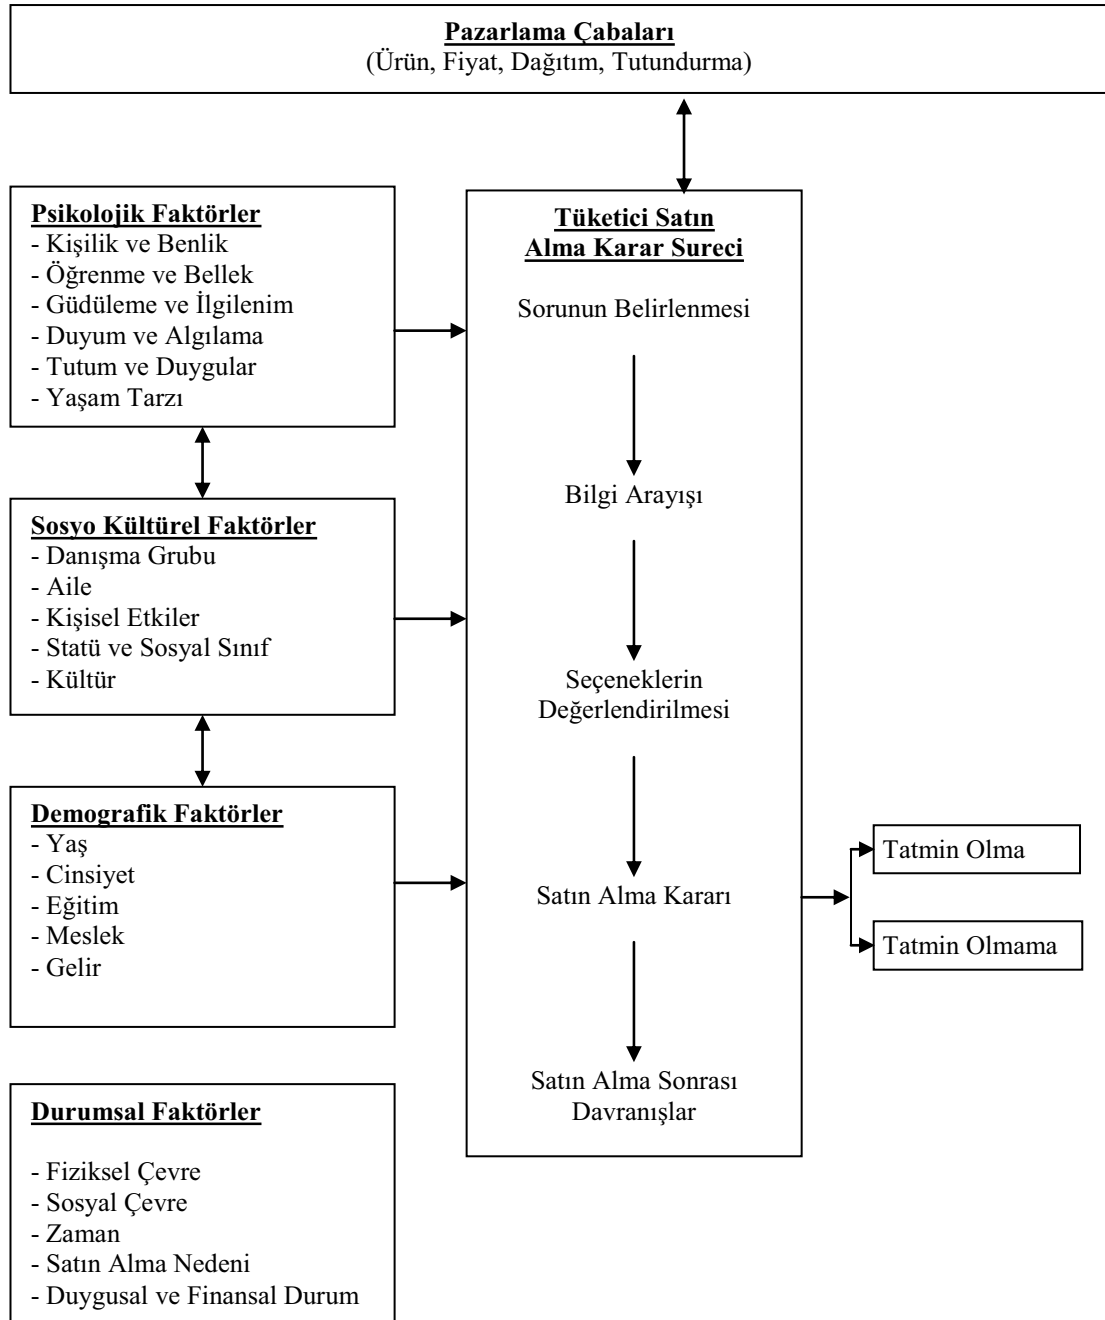 Pazarlama Çabaları
(Ürün, Fiyat, Dağıtım, Tutundurma)
Psikolojik Faktörler
- Kişilik ve Benlik
- Öğrenme ve Bellek
- Güdüleme ve İlgilenim
- Duyum ve Algılama
- Tutum ve Duygular
- Yaşam Tarzı
Sosyo Kültürel Faktörler
- Danışma Grubu
- Aile
- Kişisel Etkiler
- Statü ve Sosyal Sınıf
- Kültür
Demografik Faktörler
- Yaş
- Cinsiyet
- Eğitim
- Meslek
- Gelir
Durumsal Faktörler
- Fiziksel Çevre
- Sosyal Çevre
- Zaman
- Satın Alma Nedeni
- Duygusal ve Finansal Durum
Tüketici Satın
Alma Karar Sureci
Sorunun Belirlenmesi
Bilgi Arayışı
Seçeneklerin
Değerlendirilmesi
Satın Alma Kararı
Satın Alma Sonrası
Davranışlar
Tatmin Olma
Tatmin Olmama